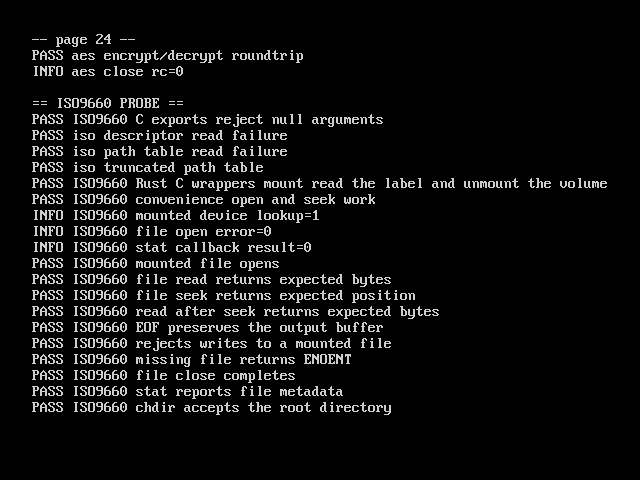 -- page 24 --
PASS aes encrypt/decrypt roundtrip
INFO aes close rc=0
== ISO9660 PROBE ==
PASS ISO9660 C exports reject null arguments
PASS iso descriptor read failure
PASS iso path table read failure
PASS iso truncated path table
PASS ISO9660 Rust C wrappers mount read the label and unmount the volume
PASS ISO9660 convenience open and seek work
INFO ISO9660 mounted device lookup=1
INFO ISO9660 file open error=0
INFO ISO9660 stat callback result=0
PASS ISO9660 mounted file opens
PASS ISO9660 file read returns expected bytes
PASS ISO9660 file seek returns expected position
PASS ISO9660 read after seek returns expected bytes
PASS ISO9660 EOF preserves the output buffer
PASS ISO9660 rejects writes to a mounted file
PASS ISO9660 missing file returns ENOENT
PASS ISO9660 file close completes
PASS ISO9660 stat reports file metadata
PASS ISO9660 chdir accepts the root directory